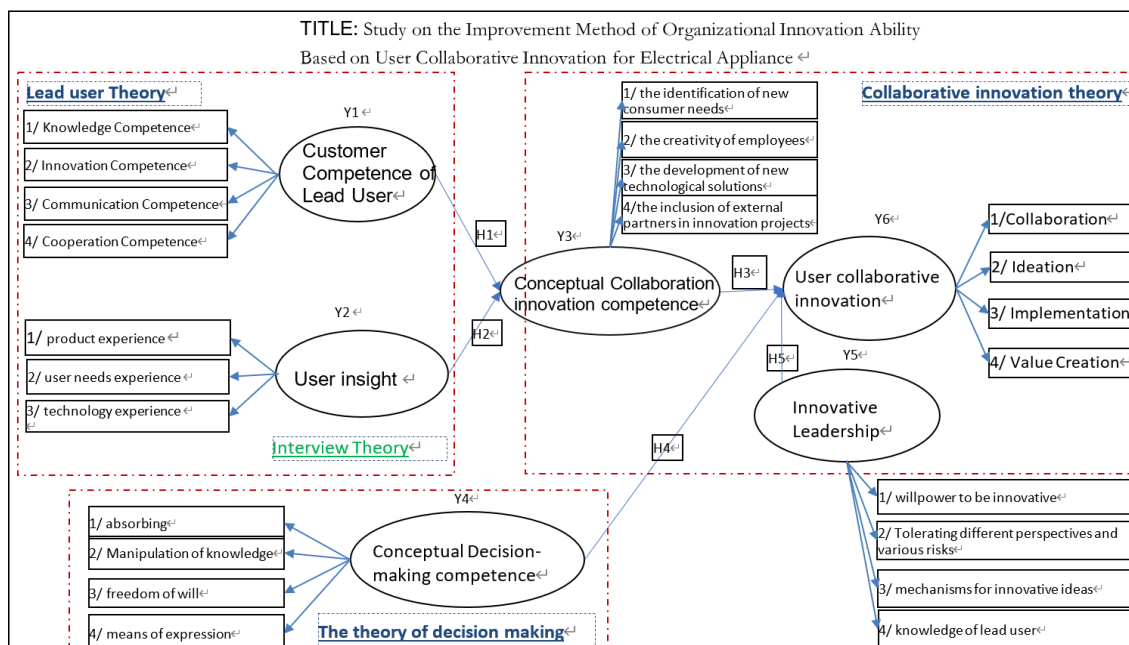 TITLE: Study on the Improvement Method of Organizational Innovation Ability
Based on User Collaborative Innovation for Electrical Appliance ↵
Lead user Theory↵
1/ Knowledge Competence↵
2/ Innovation Competence↵
3/ Communication Competence↵
4/ Cooperation Competence↵
Y1↵
Customer
Competence of
Lead User↵
H1↵
Y2↵
1/ product experience↵
2/ user needs experience↵
3/ technology experience↵
↵
User insight ↵
H2↵
Interview Theory↵
Collaborative innovation theory↵
1/ the identification of new
consumer needs↵
2/ the creativity of employees↵
3/ the development of new
technological solutions↵
4/the inclusion of external
partners in innovation projects↵
Y3↵
Conceptual Collaboration
innovation competence↵
H3↵
Y6↵
User collaborative
innovation↵
1/Collaboration↵
2/ Ideation↵
3/ Implementation↵
4/ Value Creation↵
H5↵
Y5↵
Innovative
Leadership↵
H4↵
1/ willpower to be innovative↵
2/ Tolerating different perspectives and
various risks↵
3/ mechanisms for innovative ideas↵
4/ knowledge of lead user↵
Y4↵
1/ absorbing↵
2/ Manipulation of knowledge↵
3/ freedom of will↵
4/ means of expression↵
Conceptual Decision-
making competence↵
The theory of decision making↵